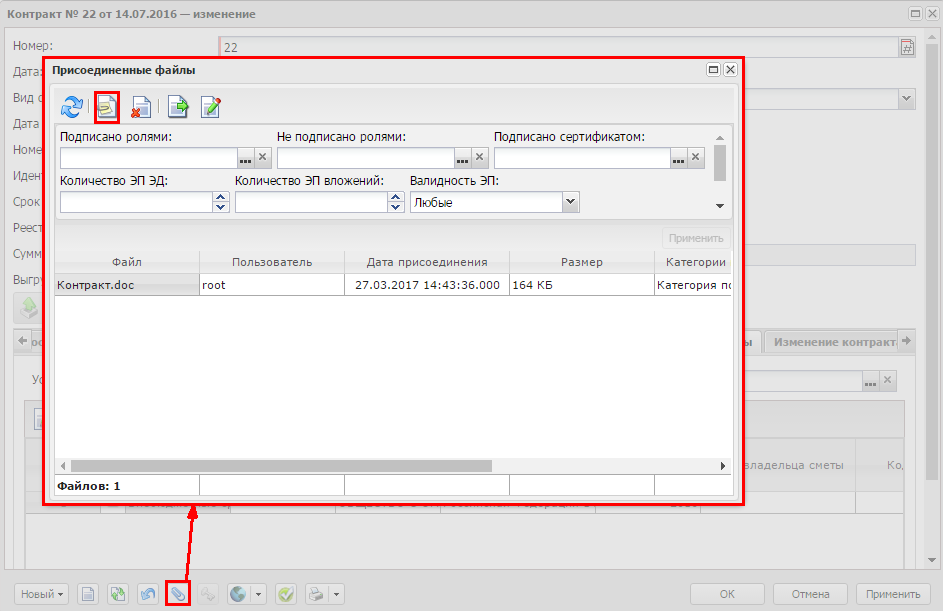 Контракт № 22 от 14.07.2016 — изменение
Номер:
22
Присоединенные файлы
Дата:
Вид
Дата
Номе
Иден
Срок
Реест
Сумм
Выгр
Подписано ролями:
Не подписано ролями:
Подписано сертификатом:
Количество ЭП ЭД:
Количество ЭП вложений:
Валидность ЭП:
Любые
Применить
Файл
Пользователь
Дата присоединения
Размер
Категории
Контракт.doc
root
27.03.2017 14:43:36.000
164 КБ
Категория по
Файлов: 1
Изменение контракт
владельца сметы
Ко
Новый
OK
Отмена
Применить